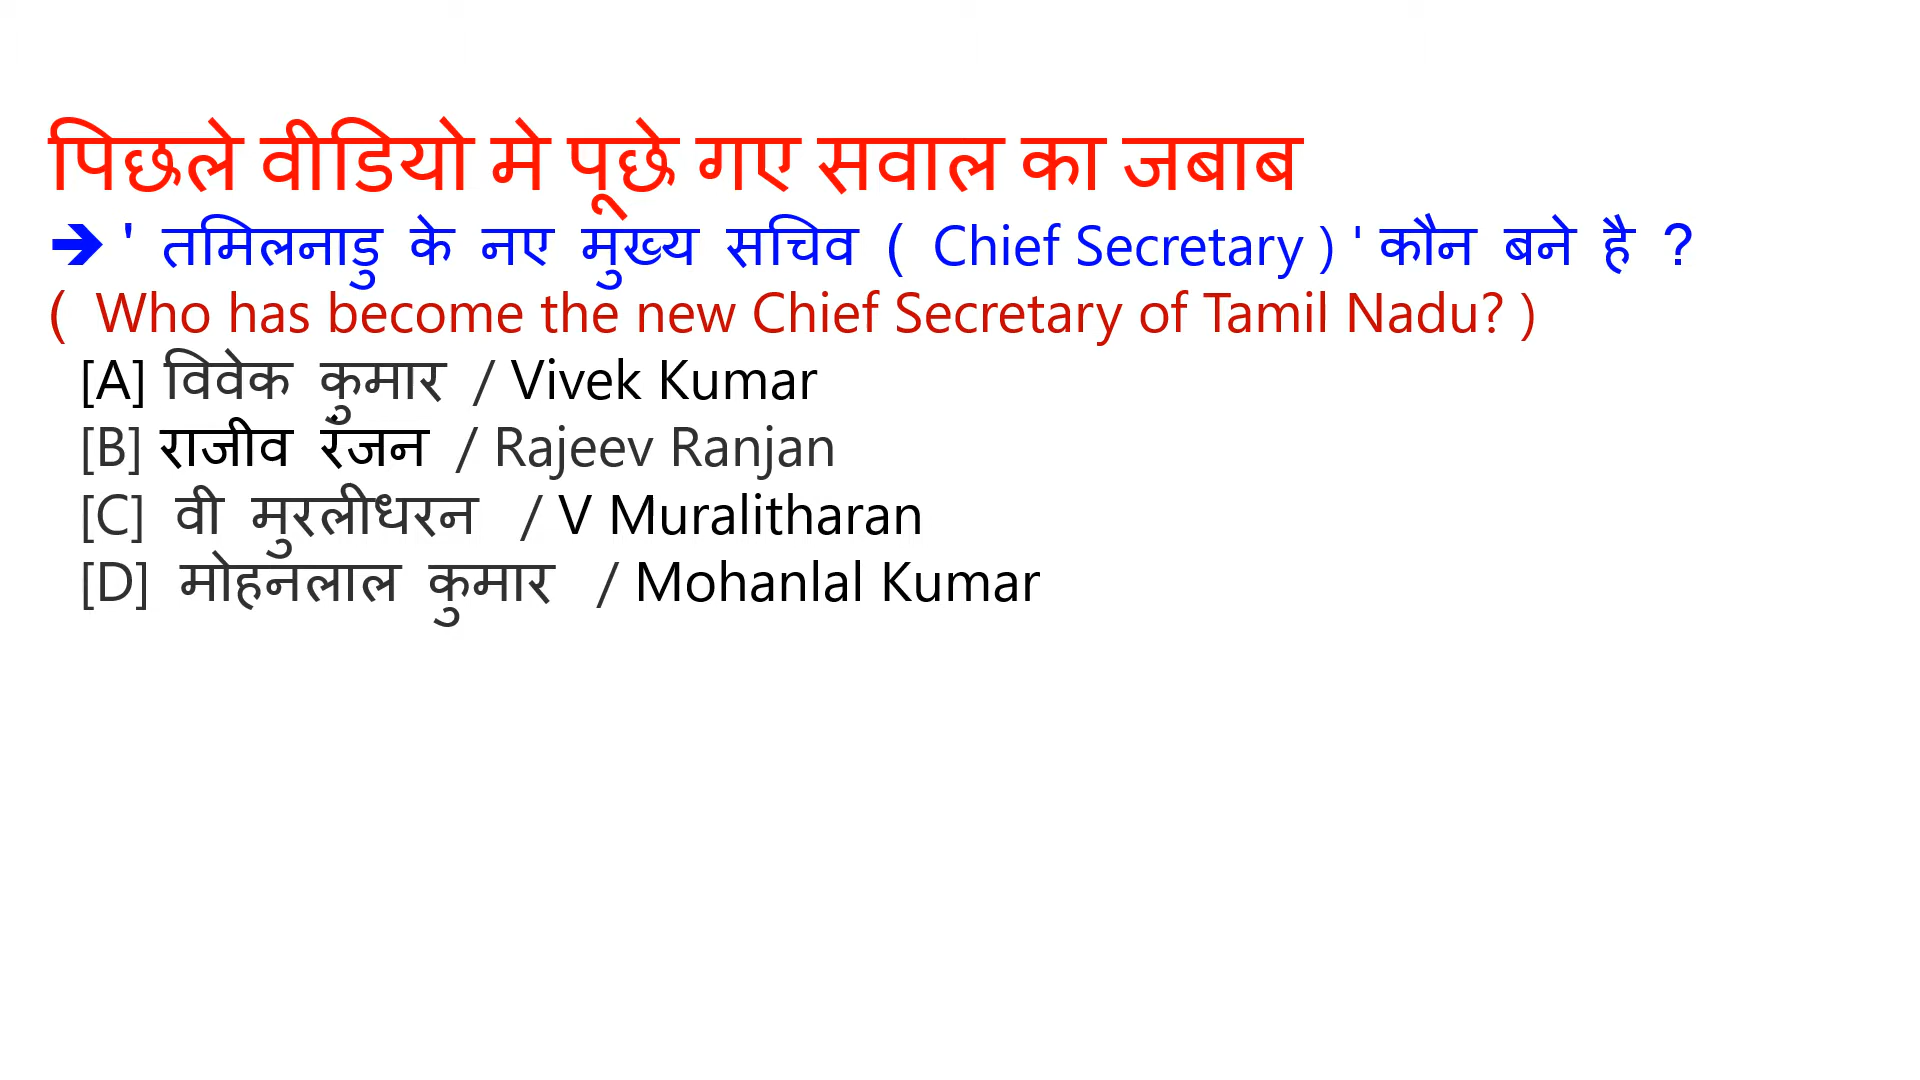 पिछले वीडियो मे पूछे गए सवाल का जबाब
🡺 ' तमिलनाडु के नए मुख्य सचिव ( Chief Secretary ) ' कौन बने है ?
( Who has become the new Chief Secretary of Tamil Nadu? )
[A] विवेक कुमार / Vivek Kumar
[B] राजीव रंजन / Rajeev Ranjan
[C] वी मुरलीधरन / V Muralitharan
[D] मोहनलाल कुमार / Mohanlal Kumar